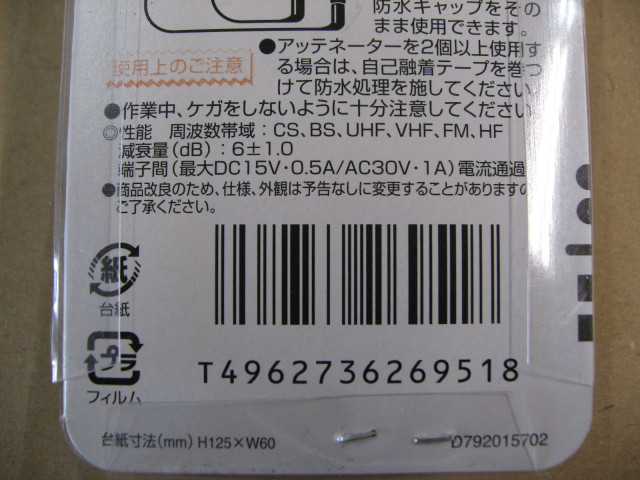 防水キャップをその
まま使用できます。
●アッテネーターを2個以上使用す
使用上のご注意
る場合は、自己融着テープを巻つ
けて防水処理を施してください
●作業中、ケガをしないように十分注意してください
◎性能 周波数帯域:CS、BS、UHF、VHF、FM、HF
減衰量(dB):6±1.0
端子間(最大DC15V・0.5A/AC30V・1A)電流通過
●商品改良のため、仕様、外観は予告なしに変更することがありますの
ご了承ください。
紙
台紙
プラ
フィルム
T4962736269518
台紙寸法(mm) H125×W60
D792015702